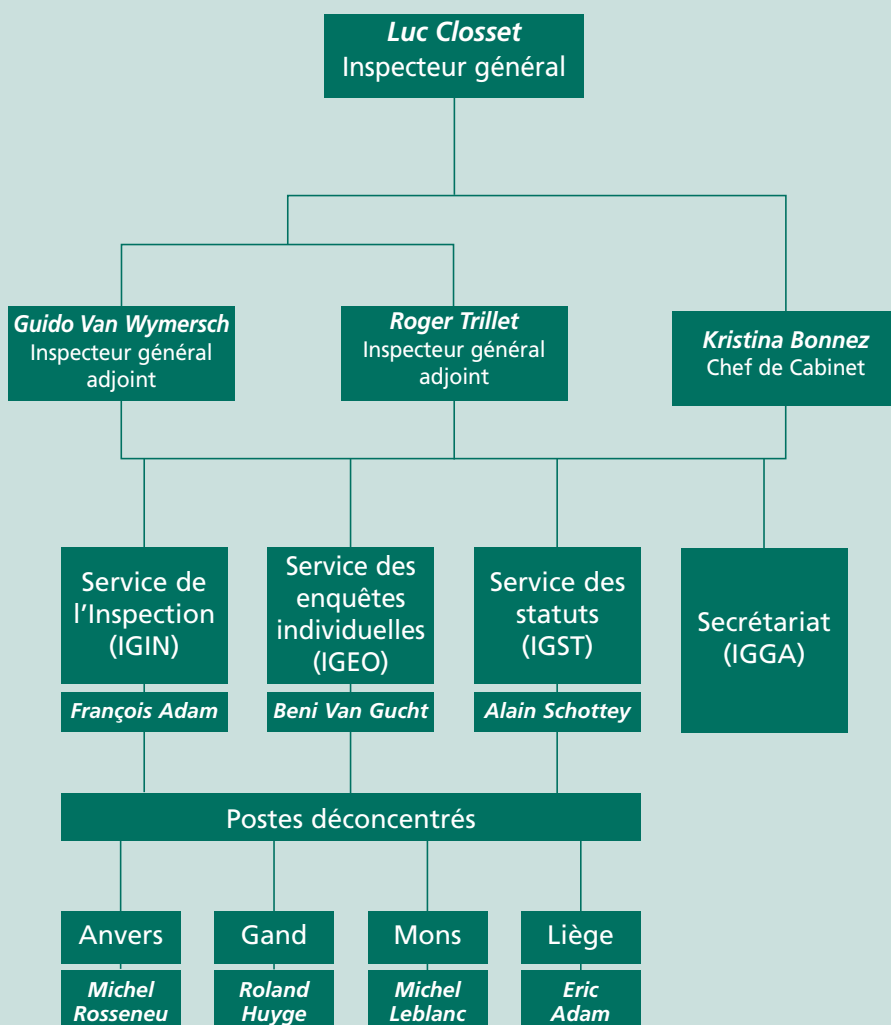 Luc Closset
Inspecteur général
Guido Van Wymersch
Inspecteur général
adjoint
Roger Trillet
Inspecteur général
adjoint
Kristina Bonnez
Chef de Cabinet
Service de
l'Inspection
(IGIN)
François Adam
Service des
enquêtes
individuelles
(IGEO)
Beni Van Gucht
Service des
statuts
(IGST)
Alain Schottey
Secrétariat
(IGGA)
Postes déconcentrés
Anvers
Michel
Rosseneu
Gand
Roland
Huyge
Mons
Michel
Leblanc
Liège
Eric
Adam